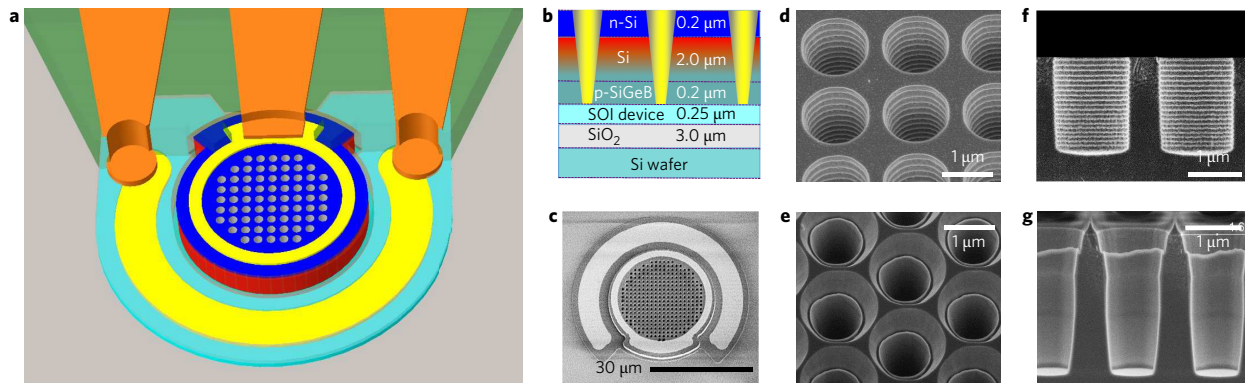 a
b
n-Si 0.2 μm
Si 2.0 μm
p-SiGeB 0.2 μm
SOI device 0.25 μm
SiO₂ 3.0 μm
Si wafer
c
30 μm
d
1 μm
e
1 μm
f
1 μm
g
1 μm